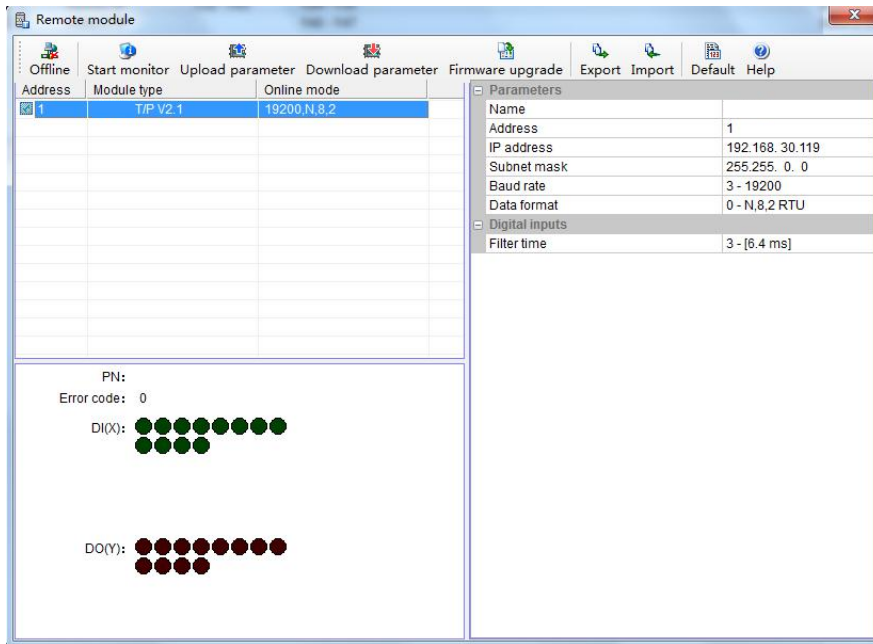 Remote module
Offline Start monitor Upload parameter Download parameter Firmware upgrade Export Import Default Help
Address Module type Online mode
1 T/P V2.1 19200,N,8,2
Parameters
Name
Address 1
IP address 192.168. 30.119
Subnet mask 255.255. 0. 0
Baud rate 3 - 19200
Data format 0 - N,8,2 RTU
Digital inputs
Filter time 3 - [6.4 ms]
PN:
Error code: 0
DI(X):
DO(Y):